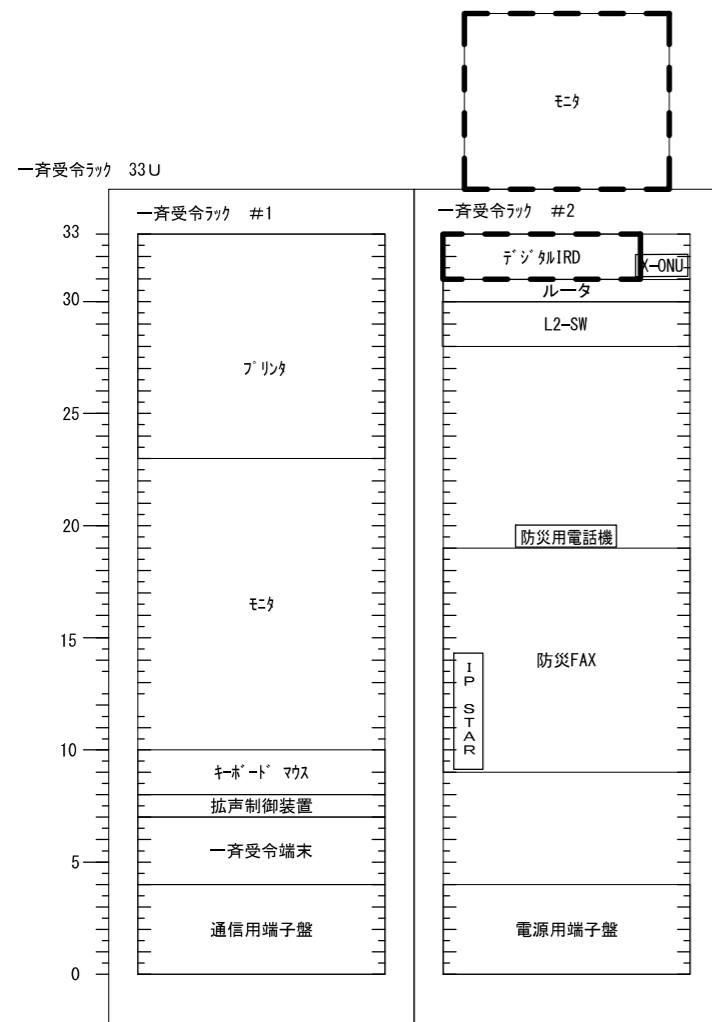 モニタ
一斉受令ラック 33U
一斉受令ラック #1
一斉受令ラック #2
33
30
25
20
15
10
5
0
プリンタ
モニタ
キーボード マウス
拡声制御装置
一斉受令端末
通信用端子盤
デジタルIRD
X-ONU
ルータ
L2-SW
防災用電話機
防災FAX
IP STAR
電源用端子盤